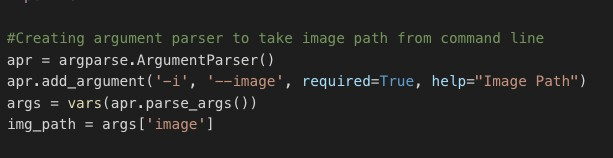 #Creating argument parser to take image path from command line
apr = argparse.ArgumentParser()
apr.add_argument('-i', '--image', required=True, help="Image Path")
args = vars(apr.parse_args())
img_path = args['image']